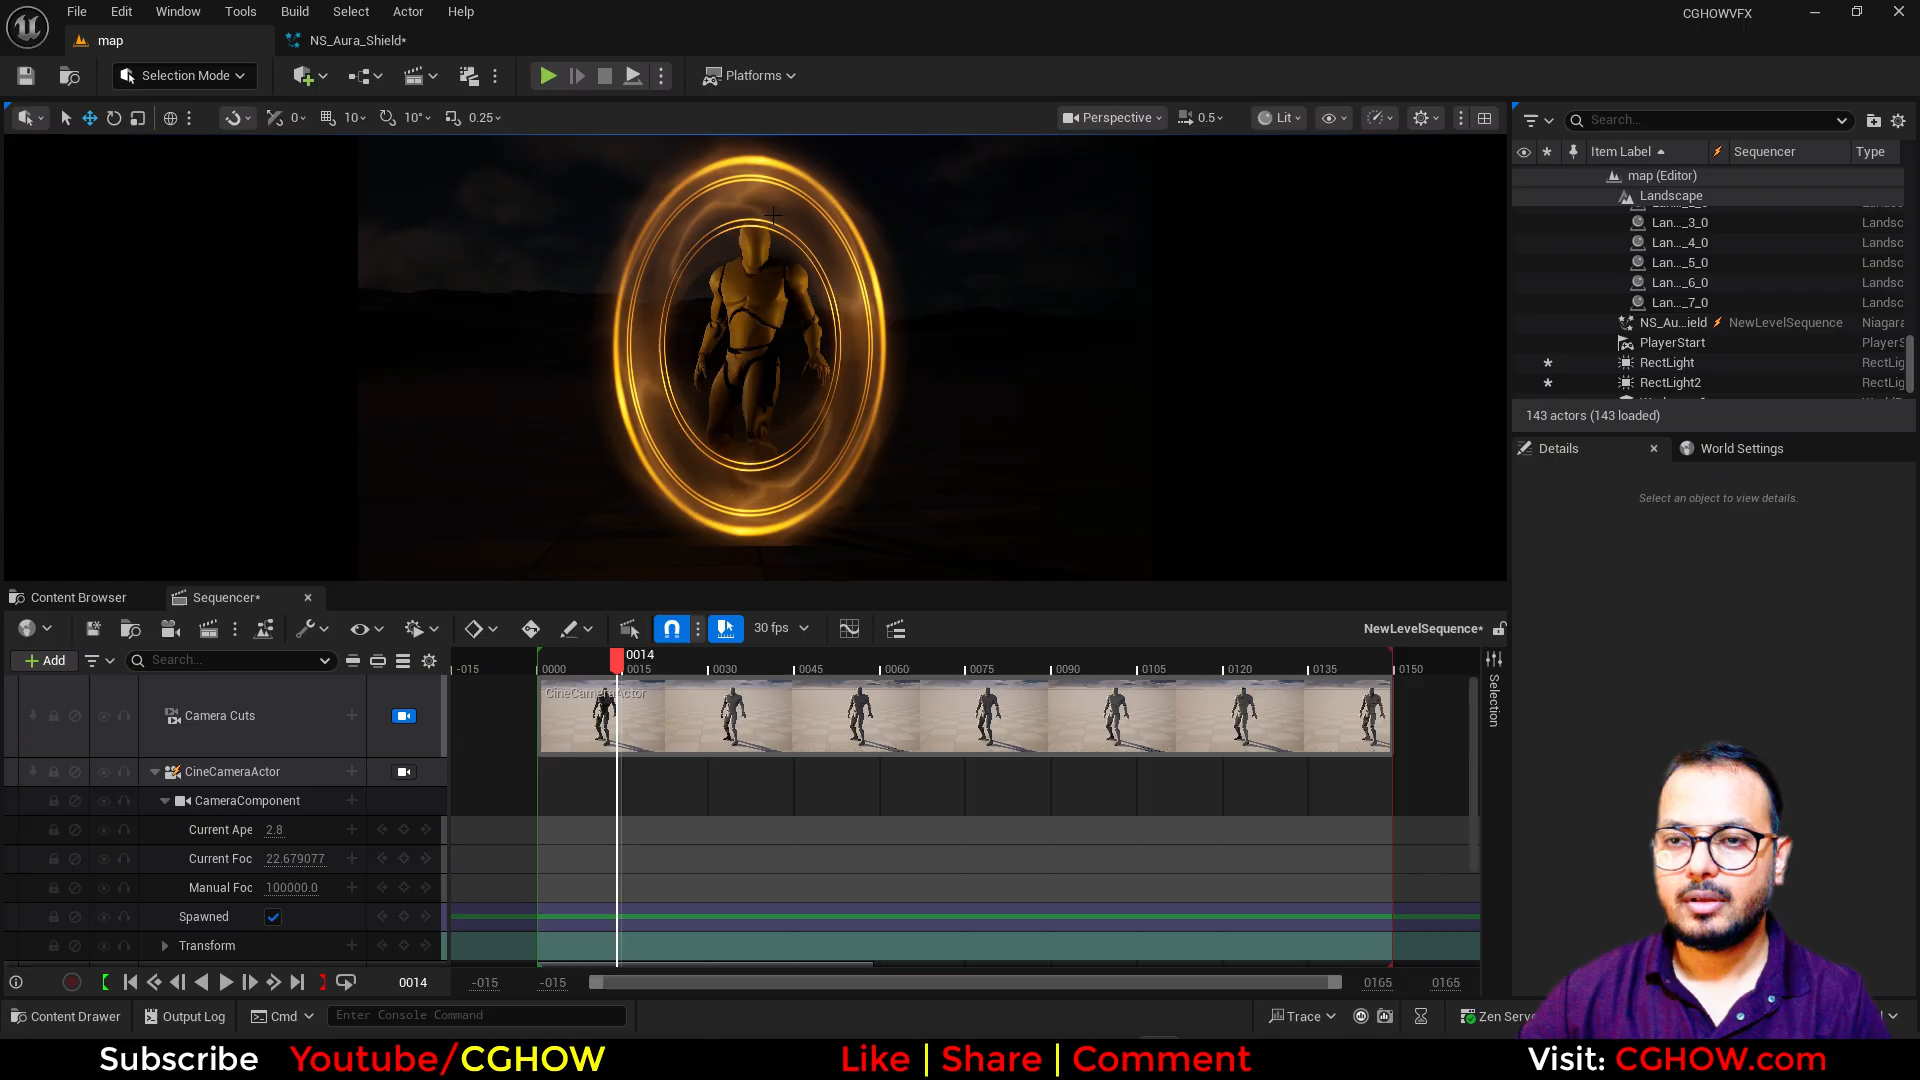 File Edit Window Tools Build Select Actor Help
CGHOWVFX
map
NS_Aura_Shield*
Selection Mode
Platforms
0
10
10°
0.25
Perspective
0.5
Lit
Search...
Item Label
Sequencer
Type
map (Editor)
Landscape
Lan..._3_0 Landsc
Lan..._4_0 Landsc
Lan..._5_0 Landsc
Lan..._6_0 Landsc
Lan..._7_0 Landsc
NS_Au...ield NewLevelSequence Niagara
PlayerStart PlayerS
RectLight RectLig
RectLight2 RectLig
143 actors (143 loaded)
Details
World Settings
Select an object to view details.
Content Browser
Sequencer*
30 fps
NewLevelSequence*
Add
Search...
0014
-015 0000 0015 0030 0045 0060 0075 0090 0105 0120 0135 0150
Selection
CineCameraActor
Camera Cuts
CineCameraActor
CameraComponent
Current Ape 2.8
Current Foc 22.679077
Manual Foc 100000.0
Spawned
Transform
0014
-015
-015
0165
0165
Content Drawer
Output Log
Cmd
Enter Console Command
Trace
Zen Serve
Subscribe Youtube/CGHOW
Like | Share | Comment
Visit: CGHOW.com